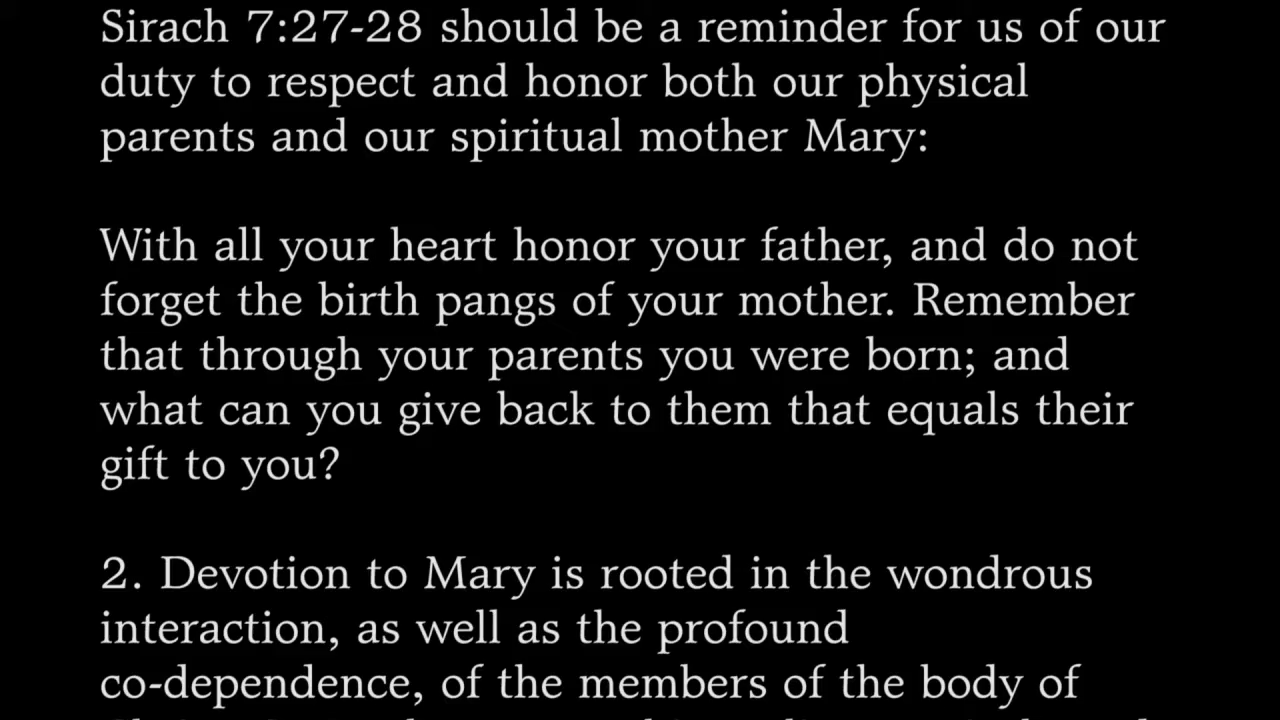 Sirach 7:27-28 should be a reminder for us of our
duty to respect and honor both our physical
parents and our spiritual mother Mary:
With all your heart honor your father, and do not
forget the birth pangs of your mother. Remember
that through your parents you were born; and
what can you give back to them that equals their
gift to you?
2. Devotion to Mary is rooted in the wondrous
interaction, as well as the profound
co-dependence, of the members of the body of